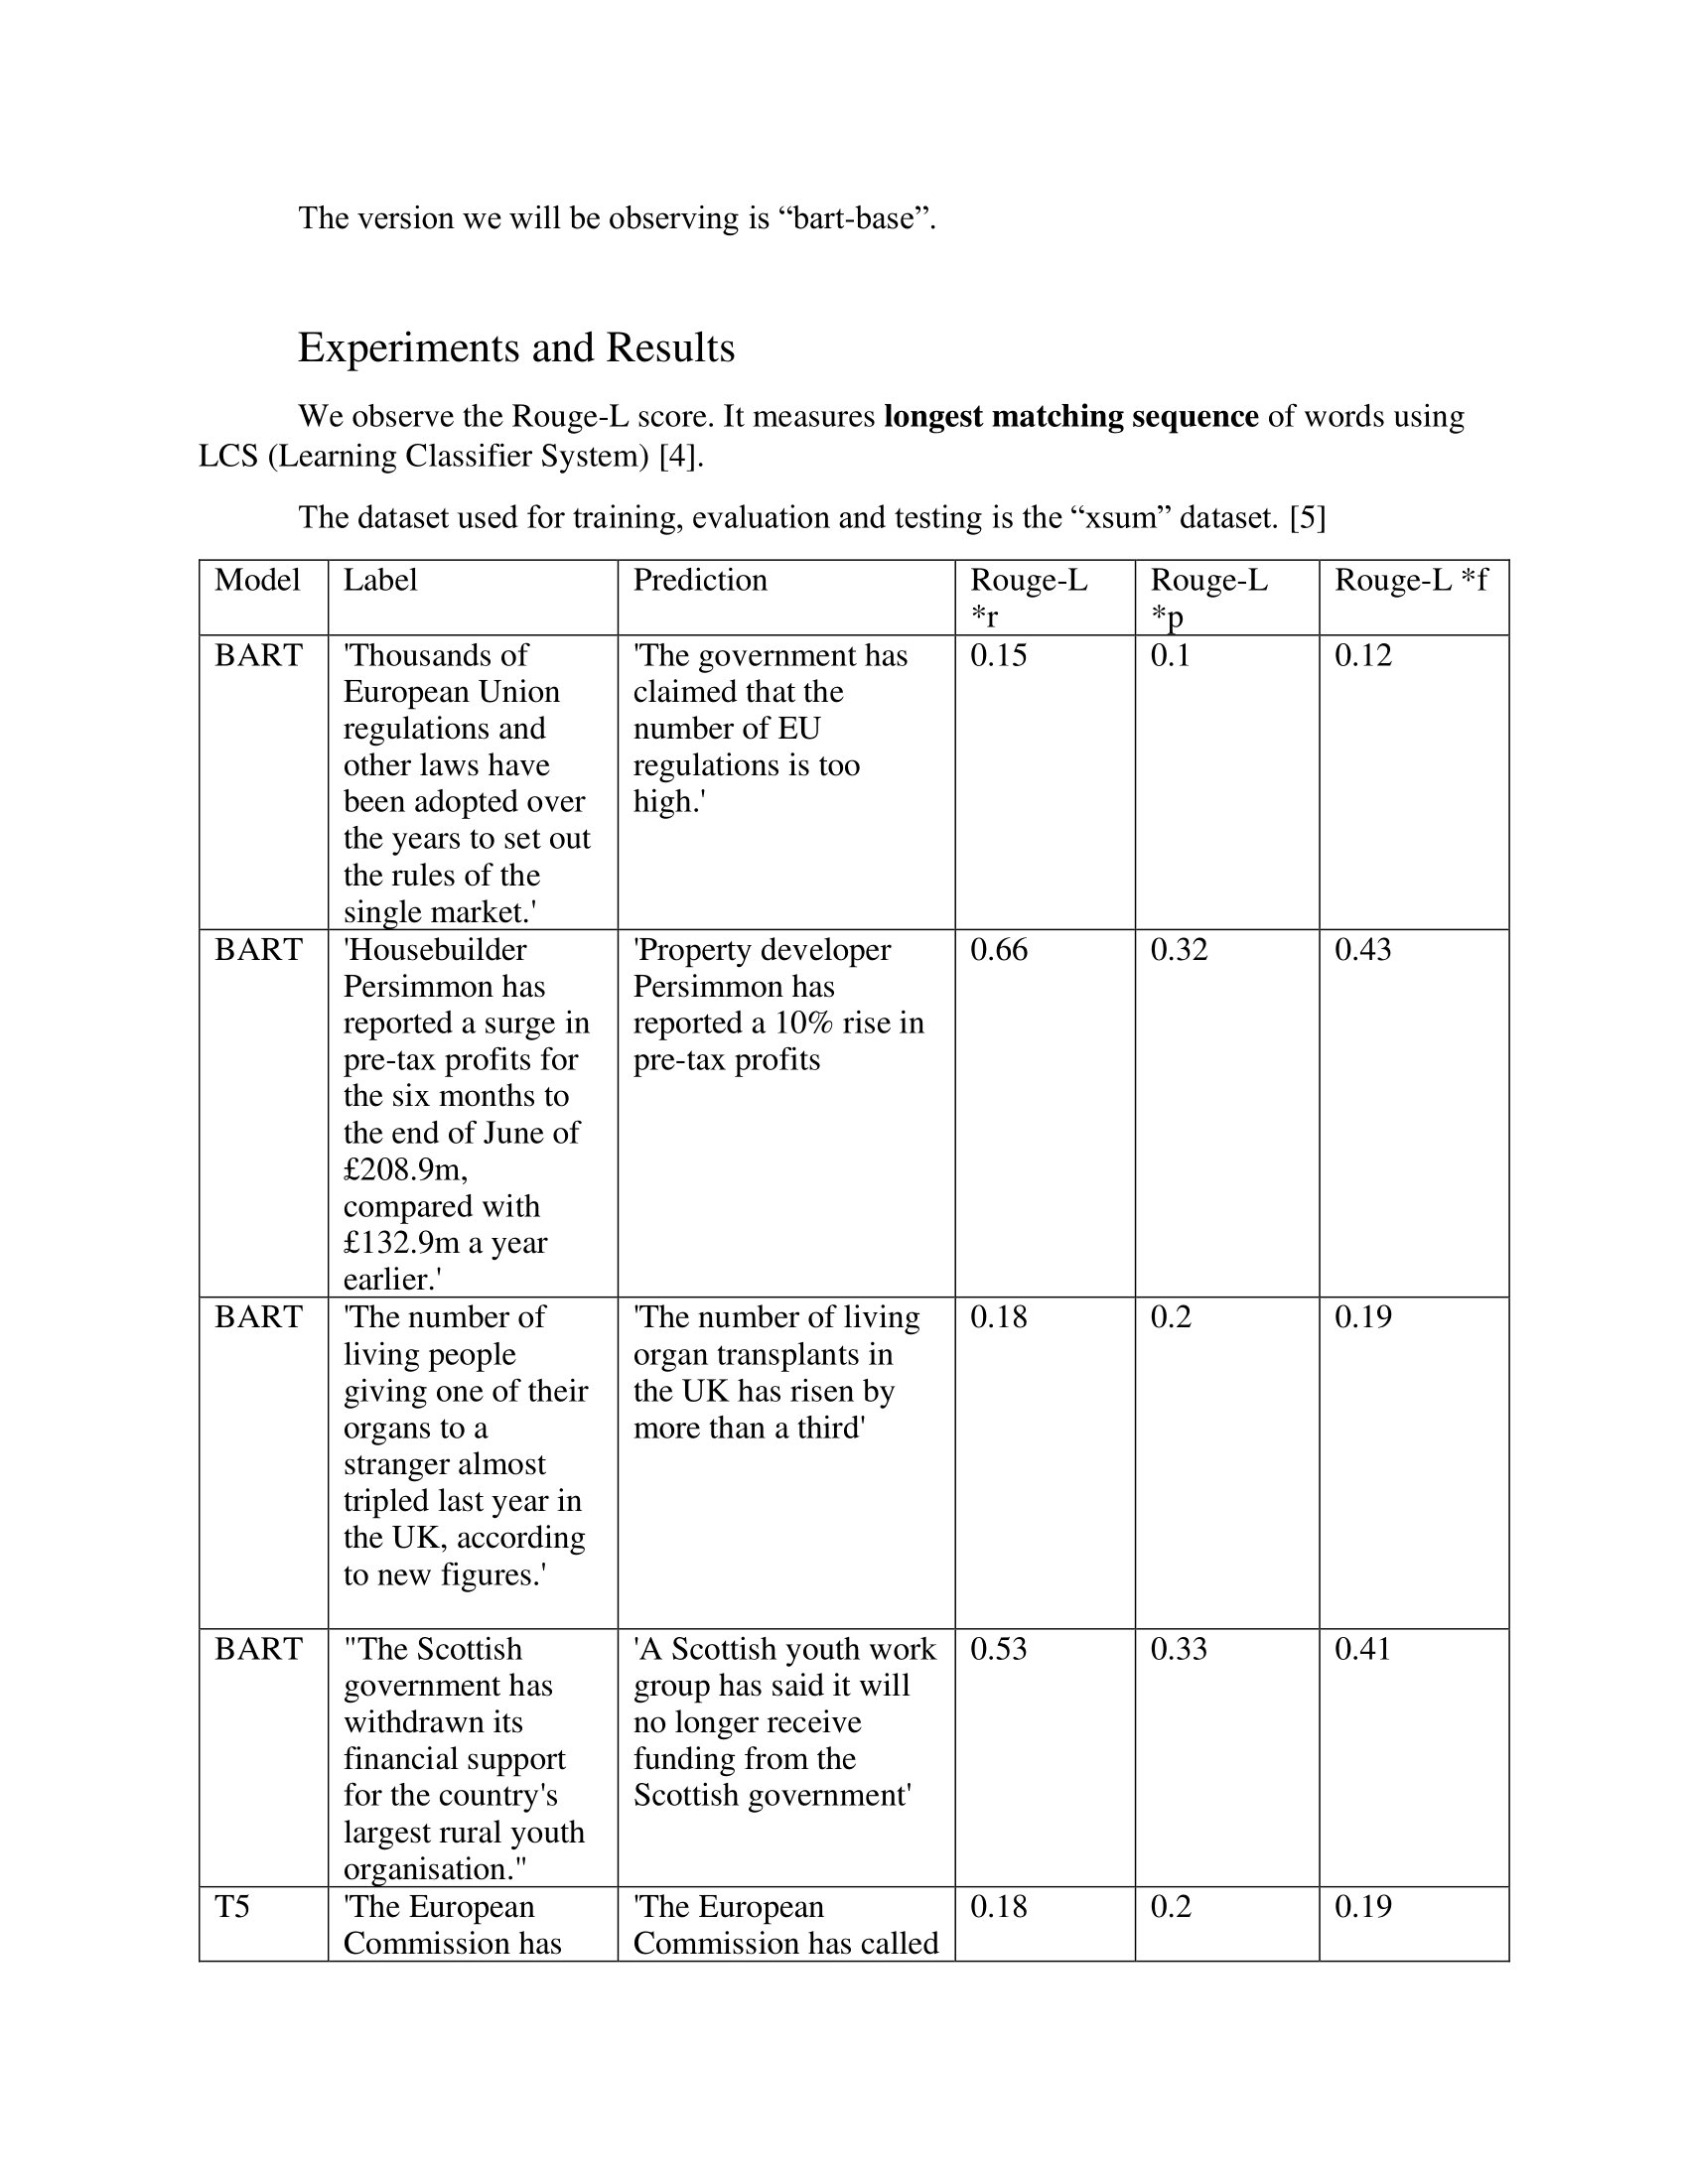 The version we will be observing is “bart-base”.
Experiments and Results
We observe the Rouge-L score. It measures longest matching sequence of words using
LCS (Learning Classifier System) [4].
The dataset used for training, evaluation and testing is the “xsum” dataset. [5]
Model Label Prediction Rouge-L *r Rouge-L *p Rouge-L *f
BART
'Thousands of
European Union
regulations and
other laws have
been adopted over
the years to set out
the rules of the
single market.'
'The government has
claimed that the
number of EU
regulations is too
high.'
0.15
0.1
0.12
BART
'Housebuilder
Persimmon has
reported a surge in
pre-tax profits for
the six months to
the end of June of
£208.9m,
compared with
£132.9m a year
earlier.'
'Property developer
Persimmon has
reported a 10% rise in
pre-tax profits
0.66
0.32
0.43
BART
'The number of
living people
giving one of their
organs to a
stranger almost
tripled last year in
the UK, according
to new figures.'
'The number of living
organ transplants in
the UK has risen by
more than a third'
0.18
0.2
0.19
BART
"The Scottish
government has
withdrawn its
financial support
for the country's
largest rural youth
organisation."
'A Scottish youth work
group has said it will
no longer receive
funding from the
Scottish government'
0.53
0.33
0.41
T5
'The European
Commission has
'The European
Commission has called
0.18
0.2
0.19